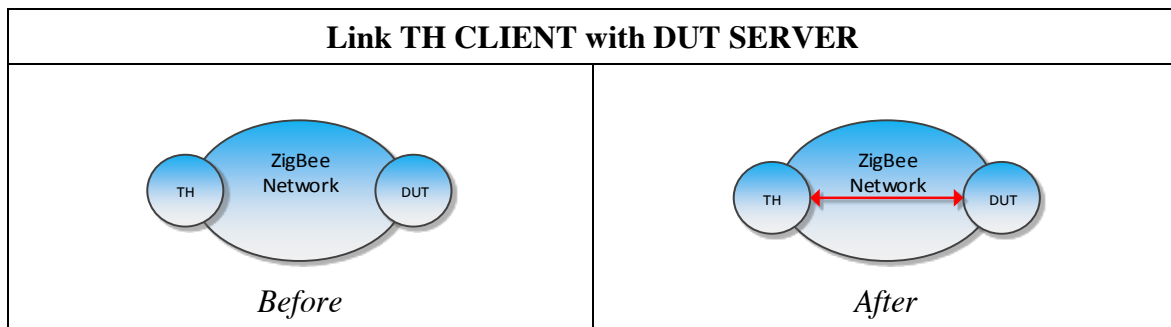 Link TH CLIENT with DUT SERVER
ZigBee
Network
TH
DUT
Before
ZigBee
Network
TH
DUT
After